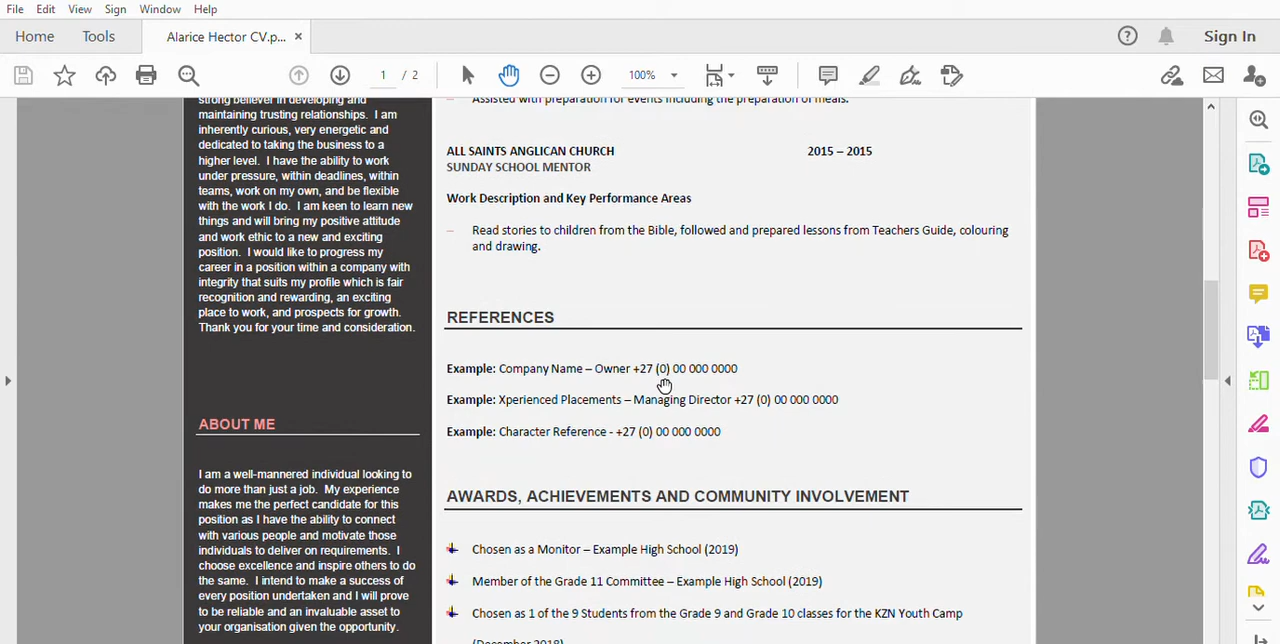 File Edit View Sign Window Help
Home Tools Alarice Hector CV.p... × Sign In
1 / 2 100%
strong believer in developing and
maintaining trusting relationships. I am
inherently curious, very energetic and
dedicated to taking the business to a
higher level. I have the ability to work
under pressure, within deadlines, within
teams, work on my own, and be flexible
with the work I do. I am keen to learn new
things and will bring my positive attitude
and work ethic to a new and exciting
position. I would like to progress my
career in a position within a company with
integrity that suits my profile which is fair
recognition and rewarding, an exciting
place to work, and prospects for growth.
Thank you for your time and consideration.
ABOUT ME
I am a well-mannered individual looking to
do more than just a job. My experience
makes me the perfect candidate for this
position as I have the ability to connect
with various people and motivate those
individuals to deliver on requirements. I
choose excellence and inspire others to do
the same. I intend to make a success of
every position undertaken and I will prove
to be reliable and an invaluable asset to
your organisation given the opportunity.
Assisted with preparation for events including the preparation of meals.
ALL SAINTS ANGLICAN CHURCH 2015 – 2015
SUNDAY SCHOOL MENTOR
Work Description and Key Performance Areas
– Read stories to children from the Bible, followed and prepared lessons from Teachers Guide, colouring
and drawing.
REFERENCES
Example: Company Name – Owner +27 (0) 00 000 0000
Example: Xperienced Placements – Managing Director +27 (0) 00 000 0000
Example: Character Reference - +27 (0) 00 000 0000
AWARDS, ACHIEVEMENTS AND COMMUNITY INVOLVEMENT
Chosen as a Monitor – Example High School (2019)
Member of the Grade 11 Committee – Example High School (2019)
Chosen as 1 of the 9 Students from the Grade 9 and Grade 10 classes for the KZN Youth Camp
(December 2018)